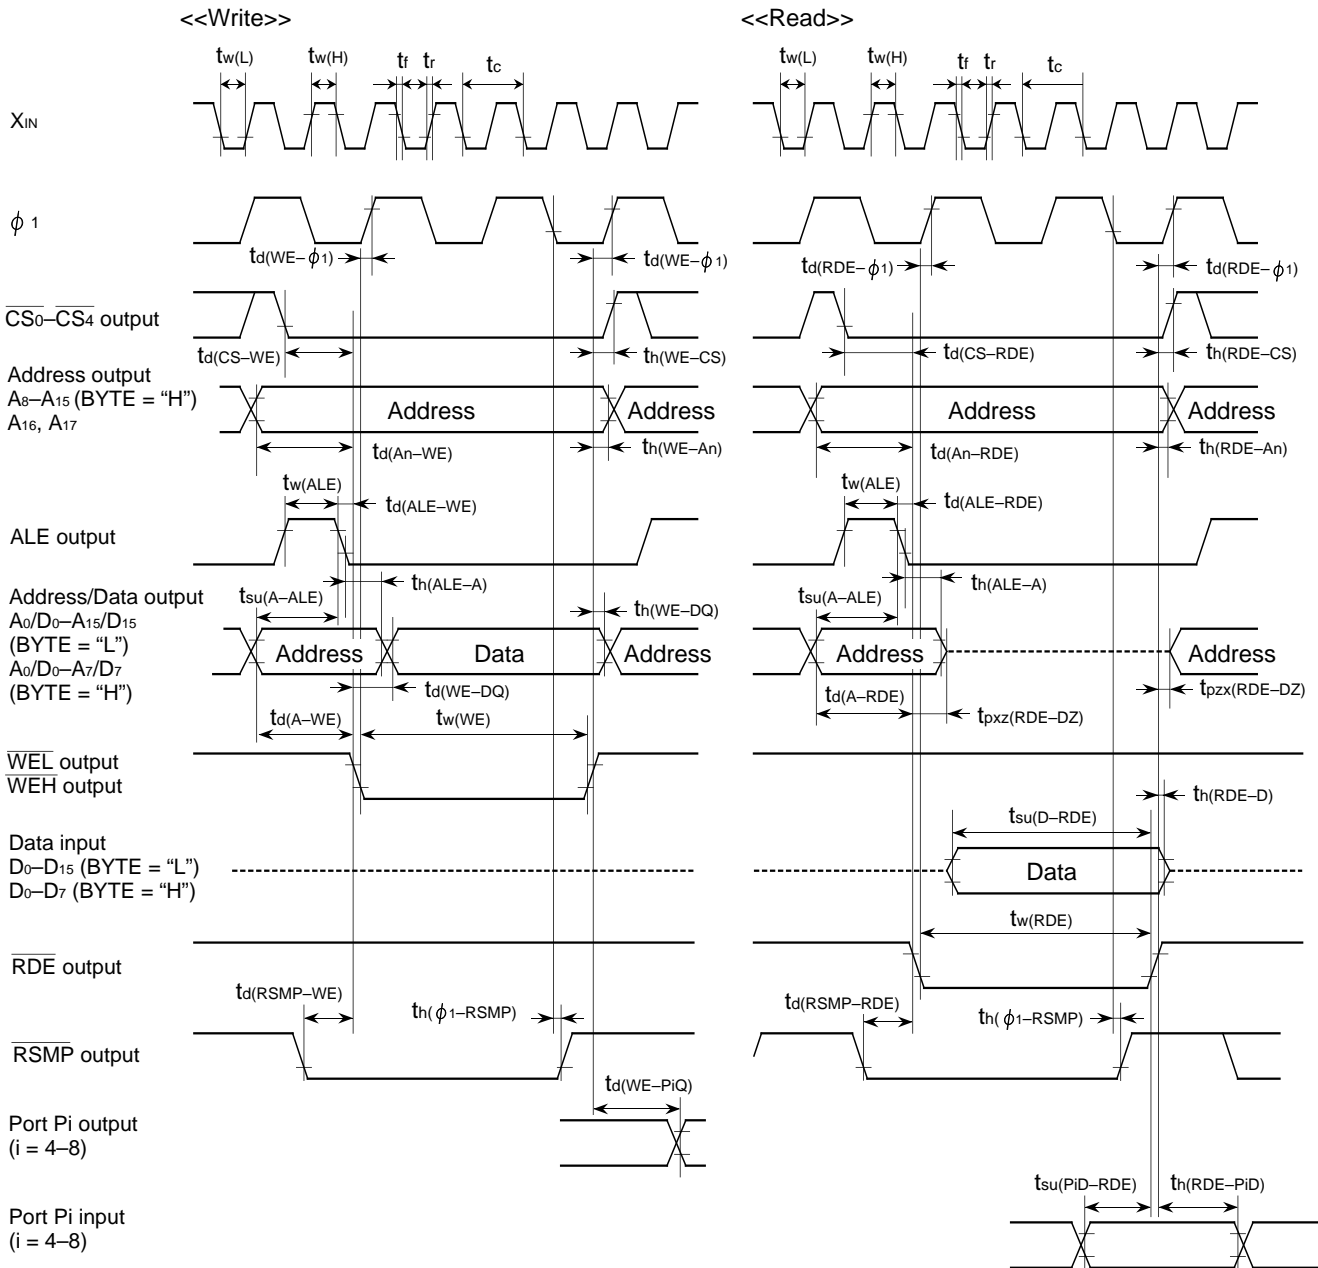 <<Write>> <<Read>>
tw(L) tw(H) tf tr tc tw(L) tw(H) tf tr tc
XIN
ϕ1
td(WE–ϕ1) td(WE–ϕ1) td(RDE–ϕ1) td(RDE–ϕ1)
CS0–CS4 output
td(CS–WE) th(WE–CS) td(CS–RDE) th(RDE–CS)
Address output
A8–A15 (BYTE = “H”)
A16, A17
Address Address Address Address
td(An–WE) th(WE–An) td(An–RDE) th(RDE–An)
tw(ALE) td(ALE–WE) tw(ALE) td(ALE–RDE)
ALE output
th(ALE–A) th(ALE–A)
tsu(A–ALE) th(WE–DQ) tsu(A–ALE)
Address/Data output
A0/D0–A15/D15
(BYTE = “L”)
A0/D0–A7/D7
(BYTE = “H”)
Address Data Address Address Address
td(WE–DQ) tpzx(RDE–DZ)
td(A–WE) tw(WE) td(A–RDE) tpxz(RDE–DZ)
WEL output
WEH output
th(RDE–D)
tsu(D–RDE)
Data input
D0–D15 (BYTE = “L”)
D0–D7 (BYTE = “H”)
Data
tw(RDE)
RDE output
td(RSMP–WE) th(ϕ1–RSMP) td(RSMP–RDE) th(ϕ1–RSMP)
RSMP output
td(WE–PiQ)
Port Pi output
(i = 4–8)
tsu(PiD–RDE) th(RDE–PiD)
Port Pi input
(i = 4–8)